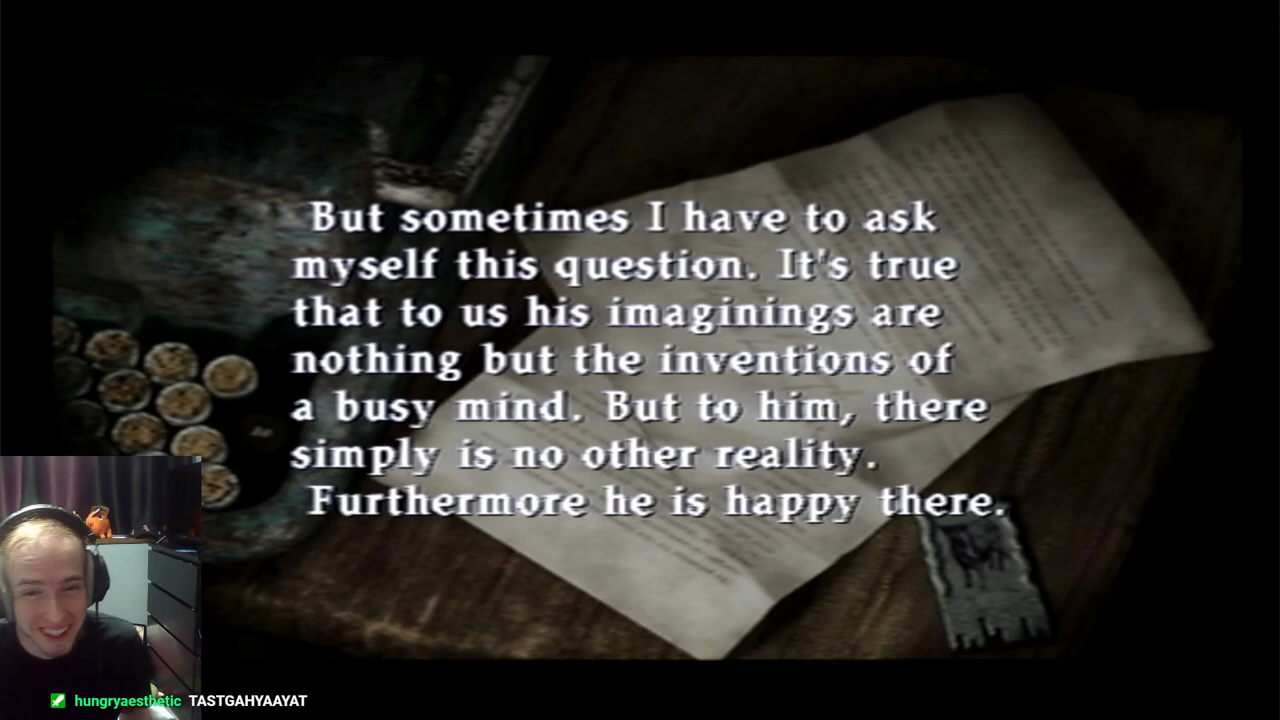 But sometimes I have to ask
myself this question. It's true
that to us his imaginings are
nothing but the inventions of
a busy mind. But to him, there
simply is no other reality.
Furthermore he is happy there.
hungryaesthetic TASTGAHYAAYAT